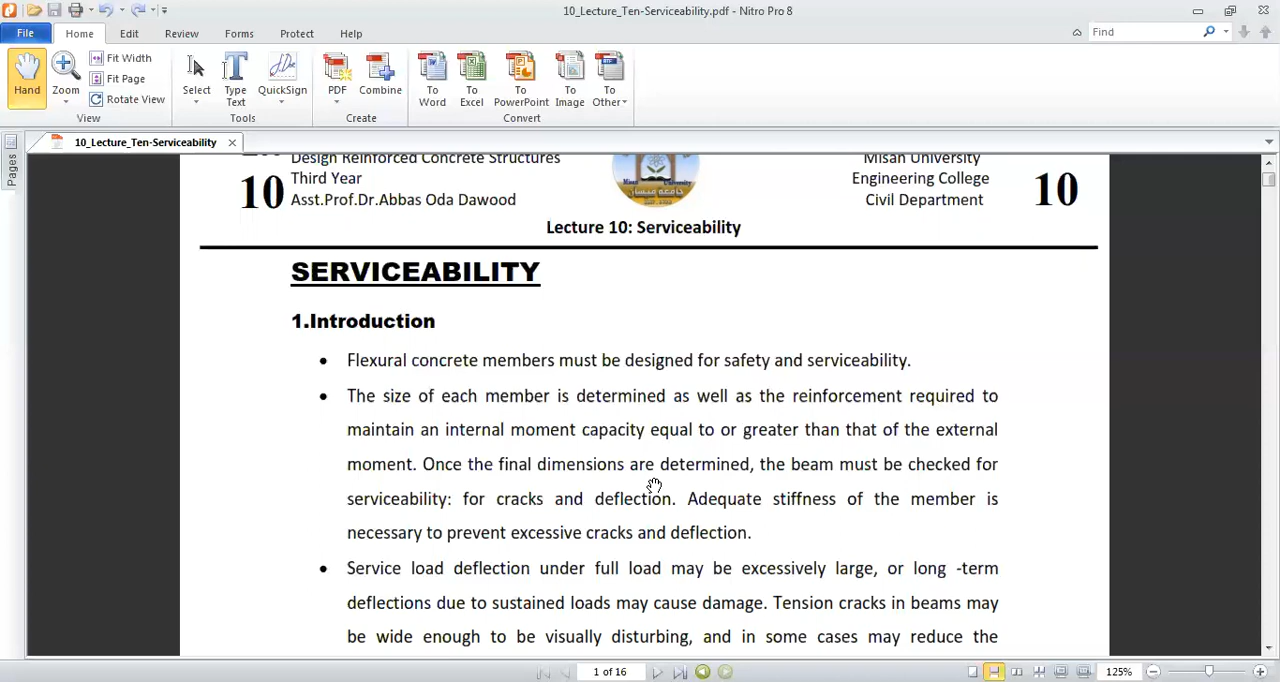 10_Lecture_Ten-Serviceability.pdf - Nitro Pro 8
File Home Edit Review Forms Protect Help Find
Hand Zoom Fit Width Fit Page Rotate View Select Type Text QuickSign PDF Combine To Word To Excel To PowerPoint To Image To Other
View Tools Create Convert
10_Lecture_Ten-Serviceability
Pages
Design Reinforced Concrete Structures Misan University
Third Year Engineering College
10 Asst.Prof.Dr.Abbas Oda Dawood Civil Department 10
Lecture 10: Serviceability
SERVICEABILITY
1.Introduction
• Flexural concrete members must be designed for safety and serviceability.
• The size of each member is determined as well as the reinforcement required to
maintain an internal moment capacity equal to or greater than that of the external
moment. Once the final dimensions are determined, the beam must be checked for
serviceability: for cracks and deflection. Adequate stiffness of the member is
necessary to prevent excessive cracks and deflection.
• Service load deflection under full load may be excessively large, or long -term
deflections due to sustained loads may cause damage. Tension cracks in beams may
be wide enough to be visually disturbing, and in some cases may reduce the
1 of 16 125%